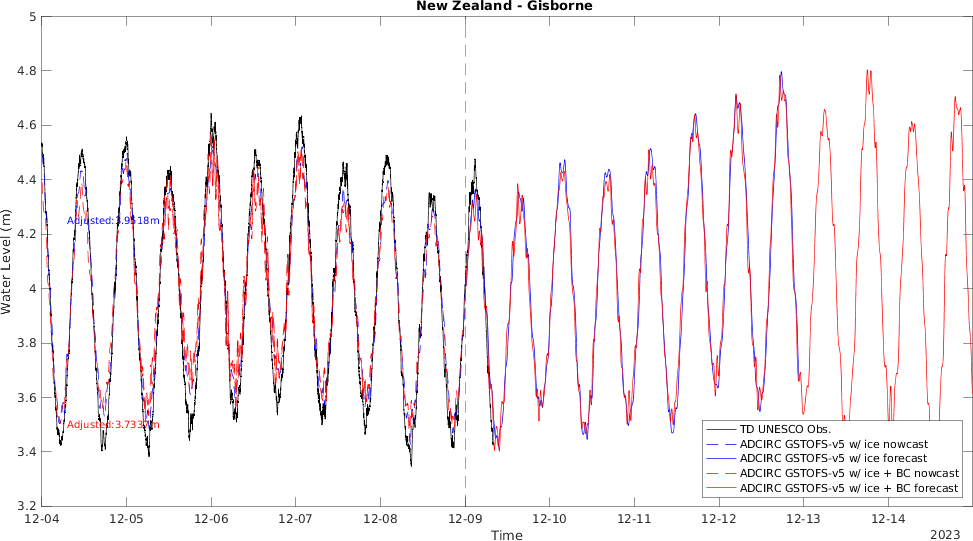 New Zealand - Gisborne
5
4.8
4.6
4.4
4.2
4
3.8
3.6
3.4
3.2
Water Level (m)
Adjusted:3.9518m
TD UNESCO Obs.
ADCIRC GSTOFS-v5 w/ ice nowcast
ADCIRC GSTOFS-v5 w/ ice forecast
ADCIRC GSTOFS-v5 w/ ice + BC nowcast
ADCIRC GSTOFS-v5 w/ ice + BC forecast
12-04 12-05 12-06 12-07 12-08 12-09 12-10 12-11 12-12 12-13 12-14
Time
2023